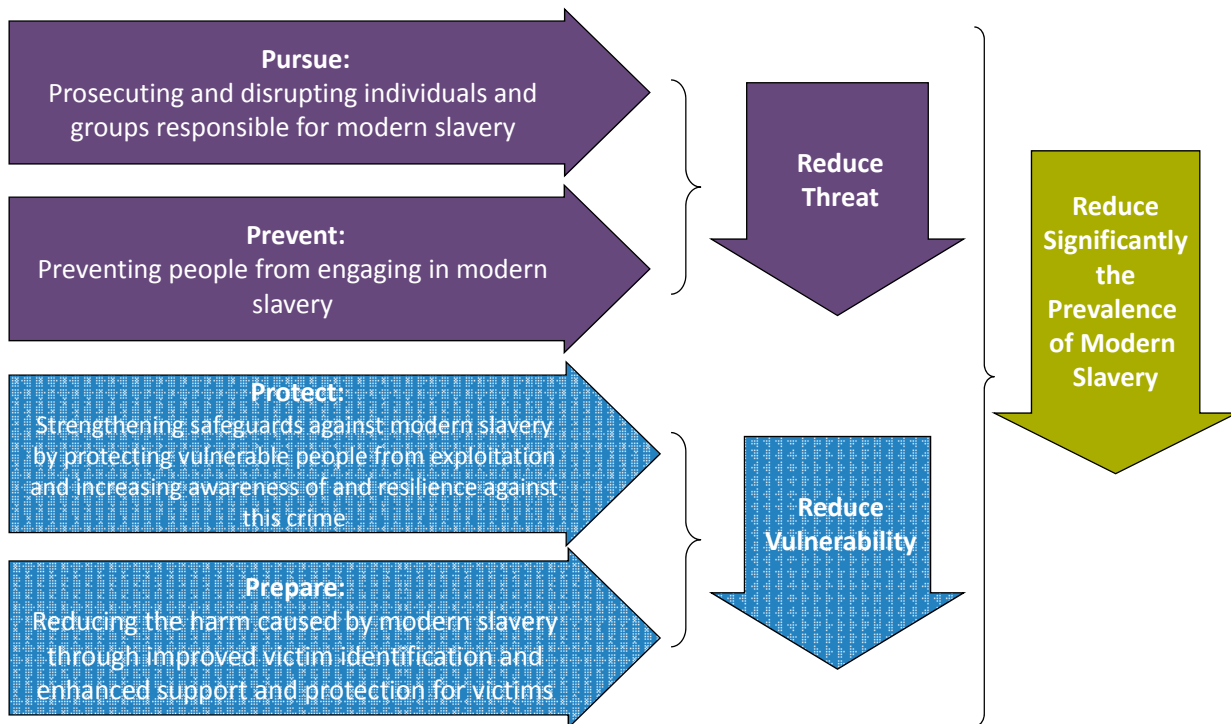 Pursue:
Prosecuting and disrupting individuals and
groups responsible for modern slavery
Prevent:
Preventing people from engaging in modern
slavery
Reduce
Threat
Protect:
Strengthening safeguards against modern slavery
by protecting vulnerable people from exploitation
and increasing awareness of and resilience against
this crime
Prepare:
Reducing the harm caused by modern slavery
through improved victim identification and
enhanced support and protection for victims
Reduce
Vulnerability
Reduce
Significantly
the
Prevalence
of Modern
Slavery